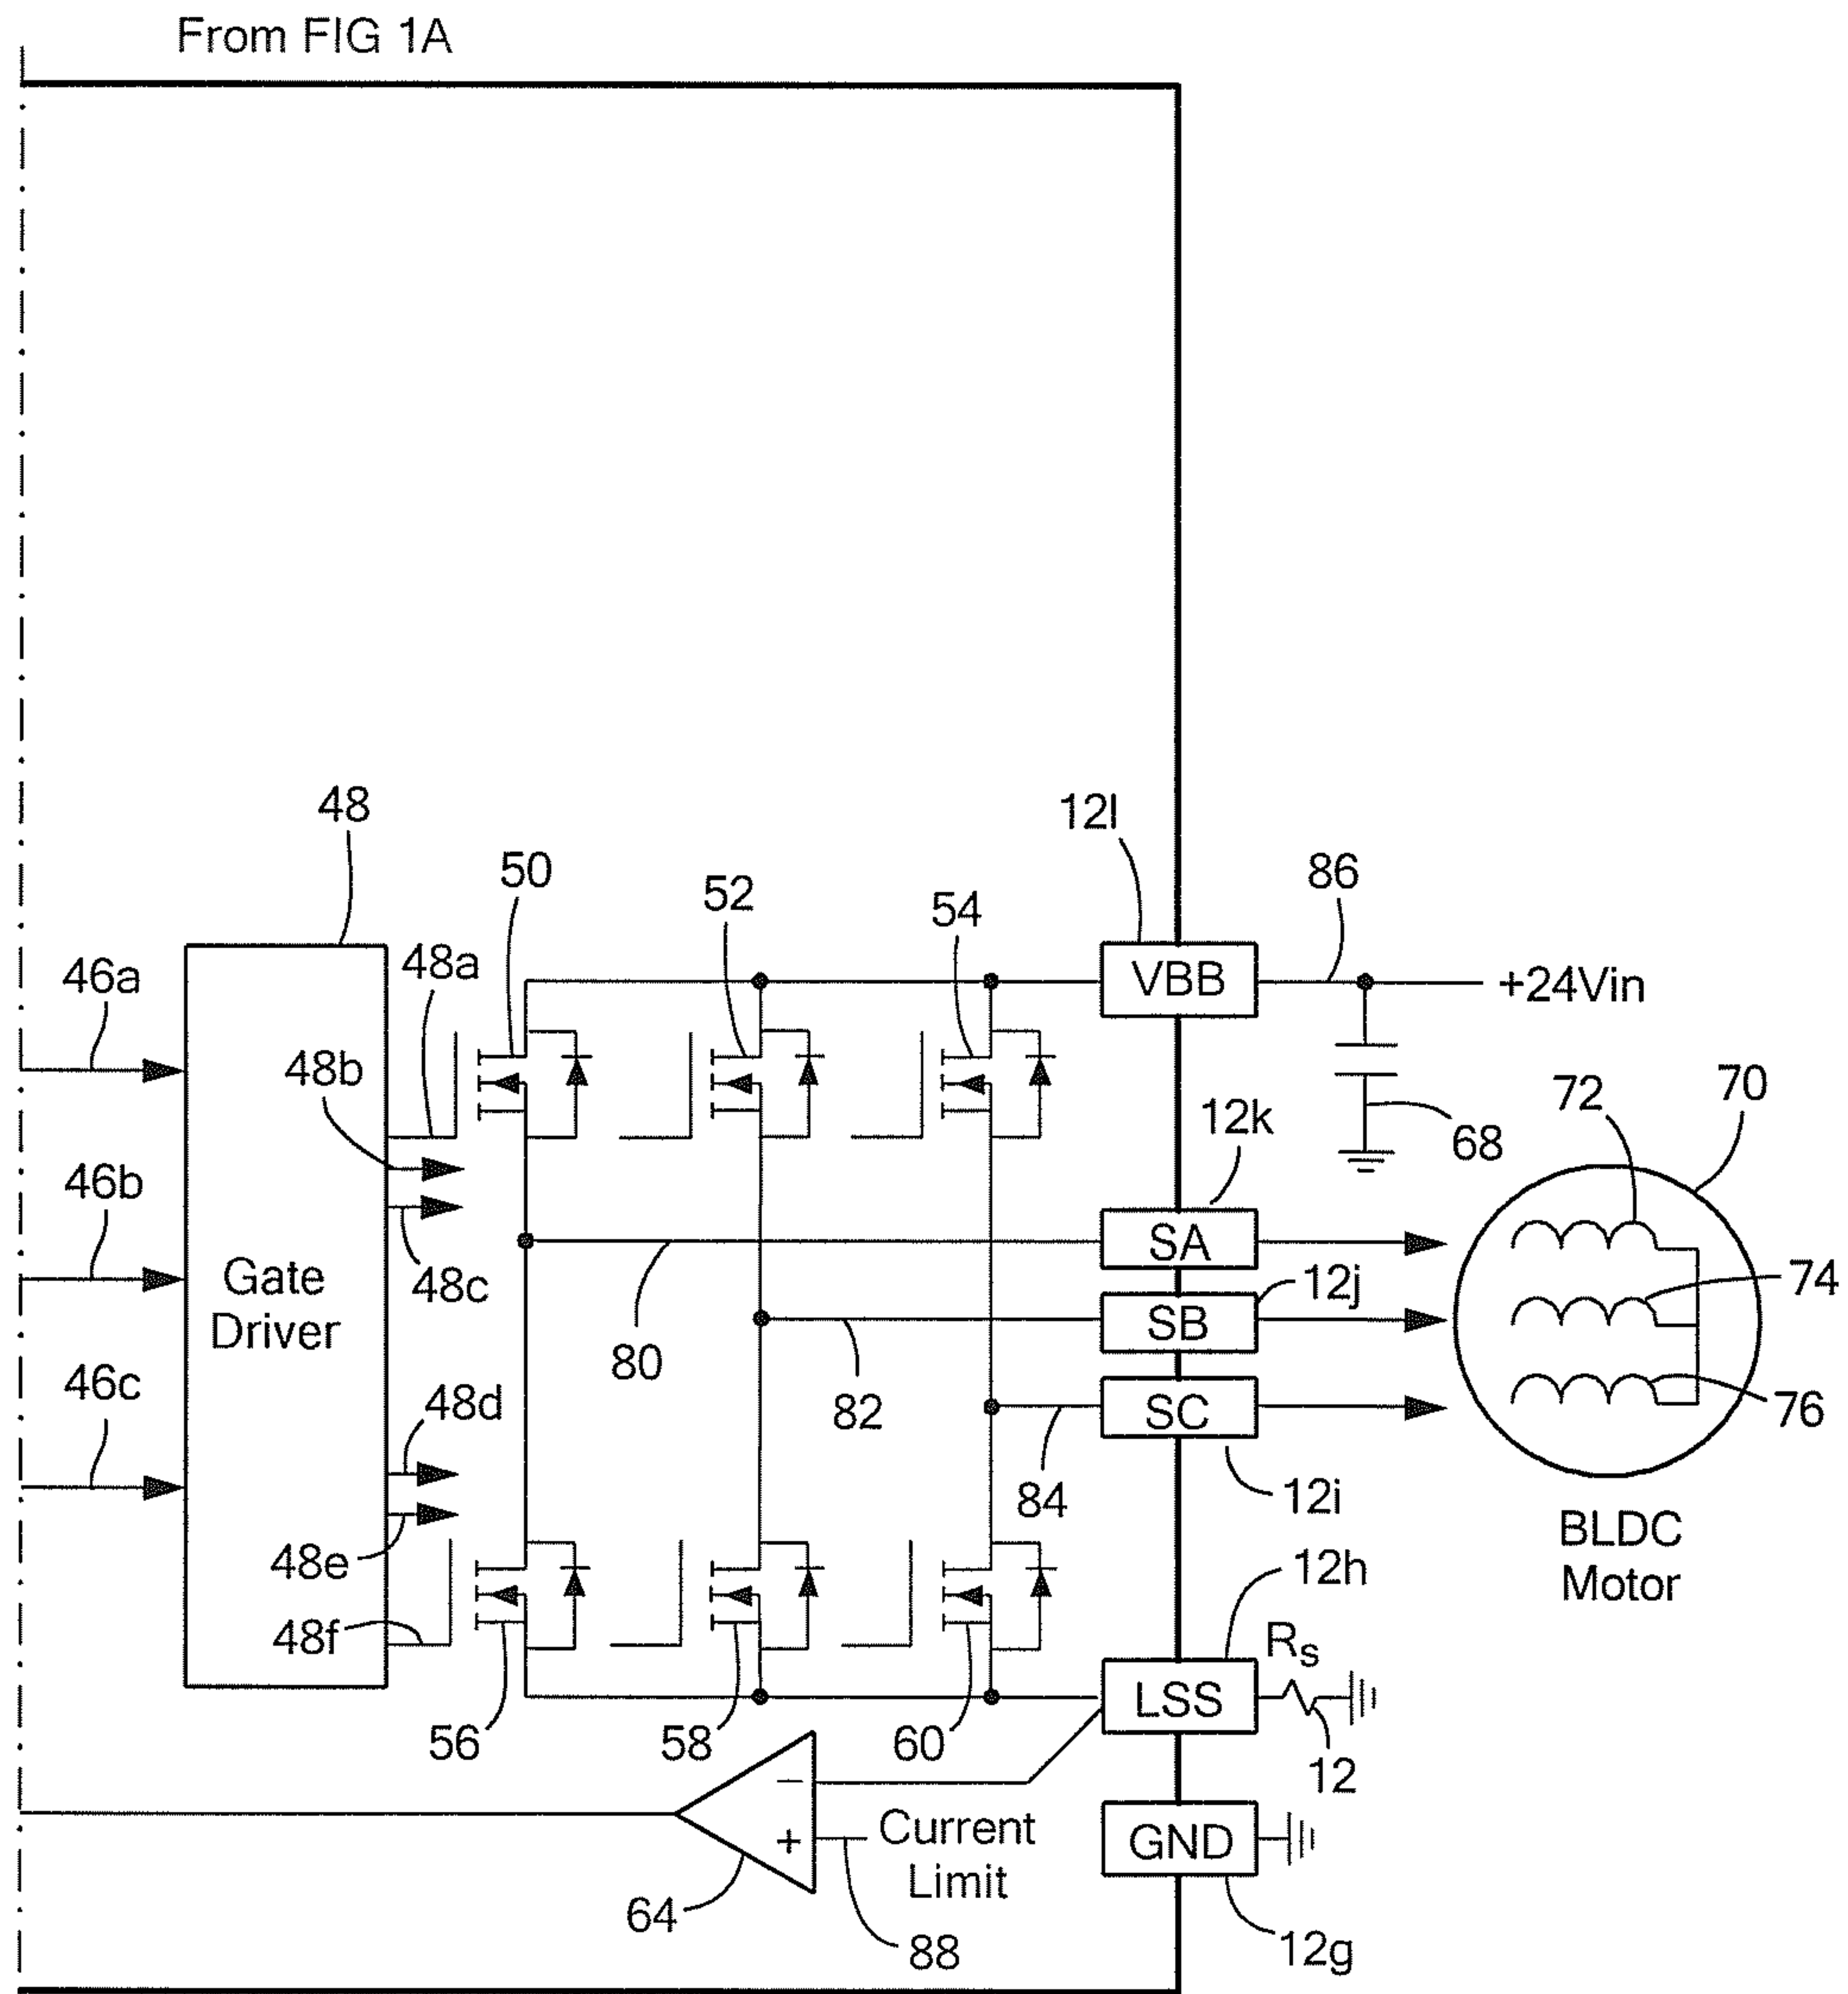 From FIG 1A
48
50
52
54
12l
86
46a
48a
VBB
+24Vin
48b
12k
68
72
70
46b
48c
SA
12j
74
Gate
Driver
80
SB
82
46c
48d
SC
76
84
12i
BLDC
Motor
48e
12h
48f
Rs
LSS
56
58
60
12
−
+
Current
Limit
GND
64
88
12g